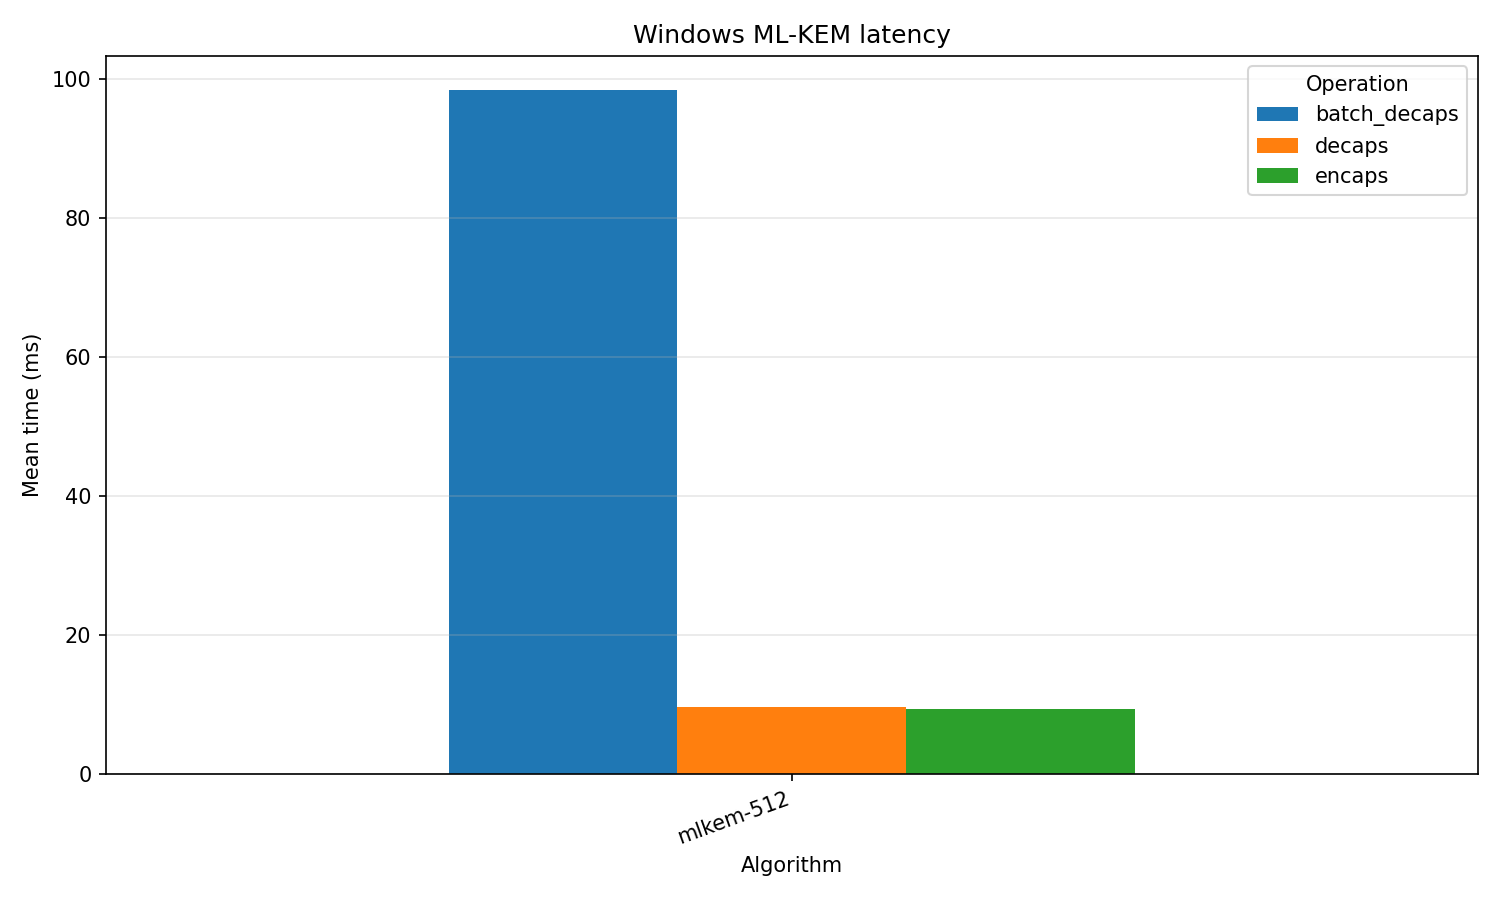 Windows ML-KEM latency
Operation
batch_decaps
decaps
encaps
Mean time (ms)
100
80
60
40
20
0
mlkem-512
Algorithm